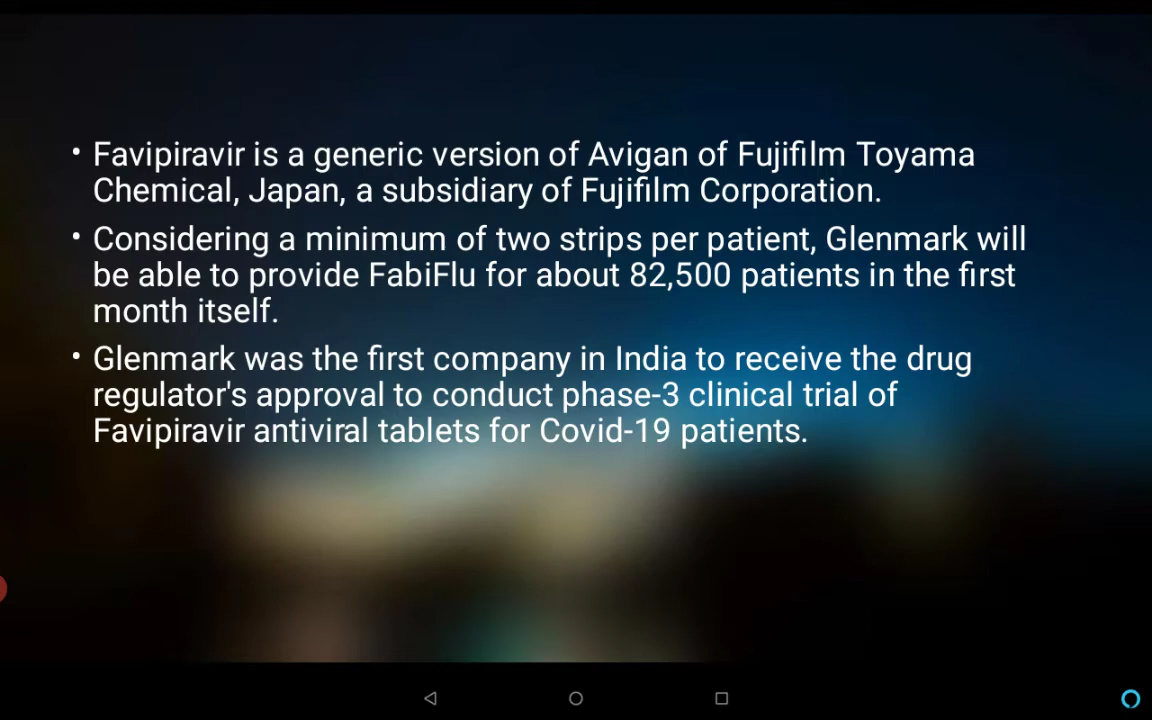 • Favipiravir is a generic version of Avigan of Fujifilm Toyama
Chemical, Japan, a subsidiary of Fujifilm Corporation.
• Considering a minimum of two strips per patient, Glenmark will
be able to provide FabiFlu for about 82,500 patients in the first
month itself.
• Glenmark was the first company in India to receive the drug
regulator's approval to conduct phase-3 clinical trial of
Favipiravir antiviral tablets for Covid-19 patients.